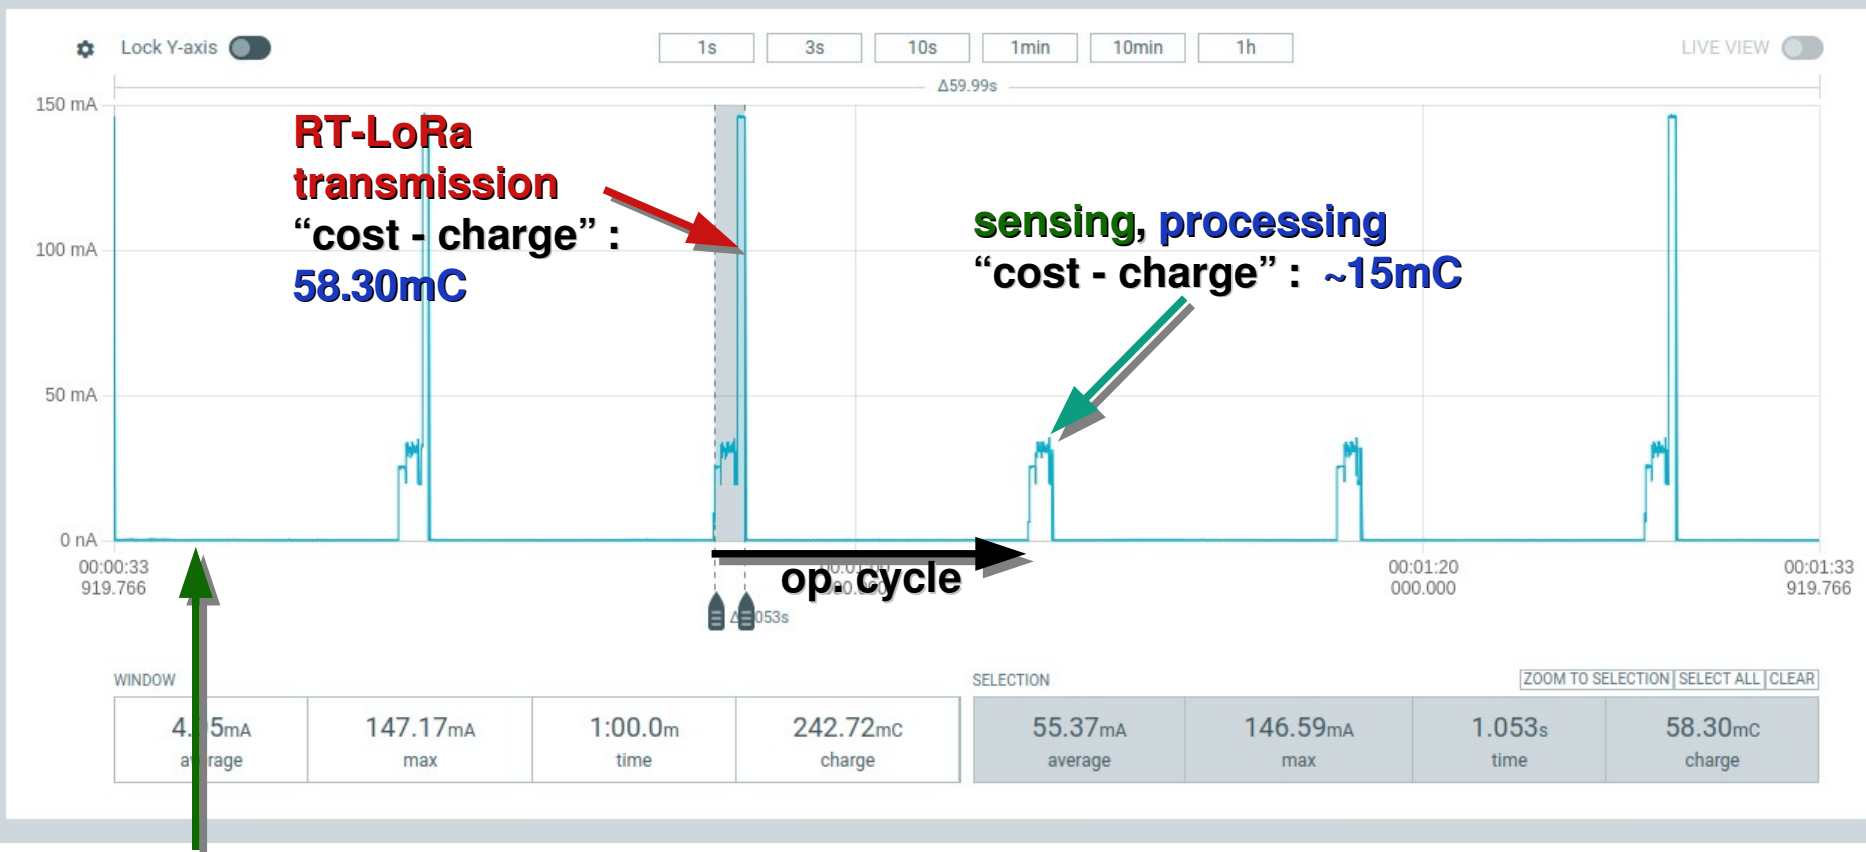 Lock Y-axis
1s 3s 10s 1min 10min 1h
LIVE VIEW
Δ59.99s
150 mA
100 mA
50 mA
0 nA
RT-LoRa
transmission
“cost - charge” :
58.30mC
sensing, processing
“cost - charge” : ~15mC
op. cycle
00:00:33
919.766
00:01:20
000.000
00:01:33
919.766
053s
WINDOW
147.17mA
max
1:00.0m
time
242.72mC
charge
SELECTION
ZOOM TO SELECTION SELECT ALL CLEAR
55.37mA
average
146.59mA
max
1.053s
time
58.30mC
charge